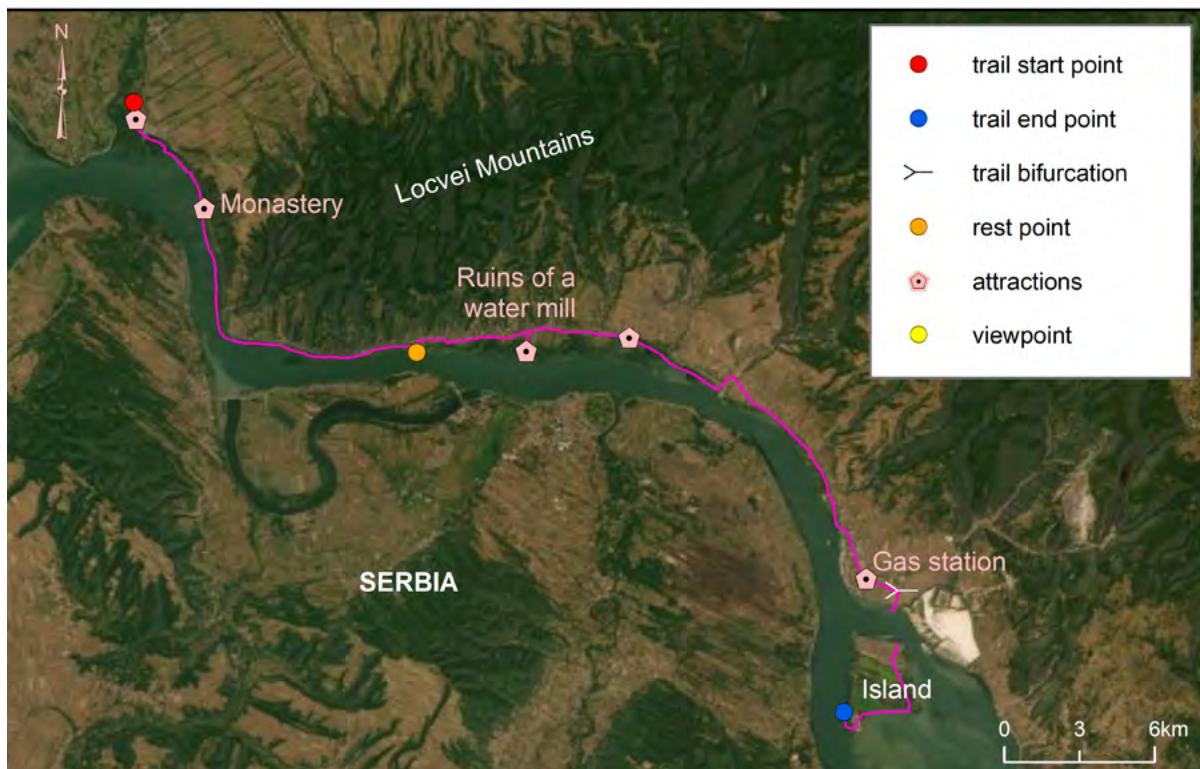 N
trail start point
trail end point
trail bifurcation
rest point
attractions
viewpoint
Locvei Mountains
Monastery
Ruins of a
water mill
SERBIA
Gas station
Island
0 3 6km